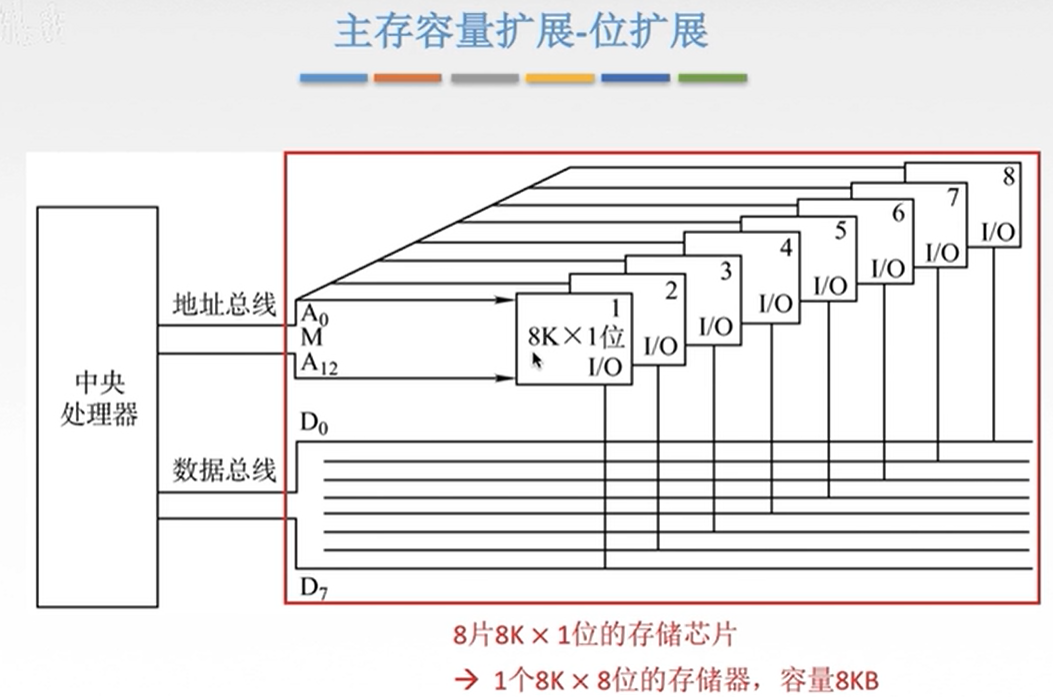 主存容量扩展-位扩展
8
7
6
5
4
3
2
1
I/O
I/O
I/O
I/O
I/O
I/O
I/O
8K×1位
I/O
地址总线
A₀
M
A₁₂
中央
处理器
D₀
数据总线
D₇
8片8K × 1位的存储芯片
→ 1个8K × 8位的存储器，容量8KB